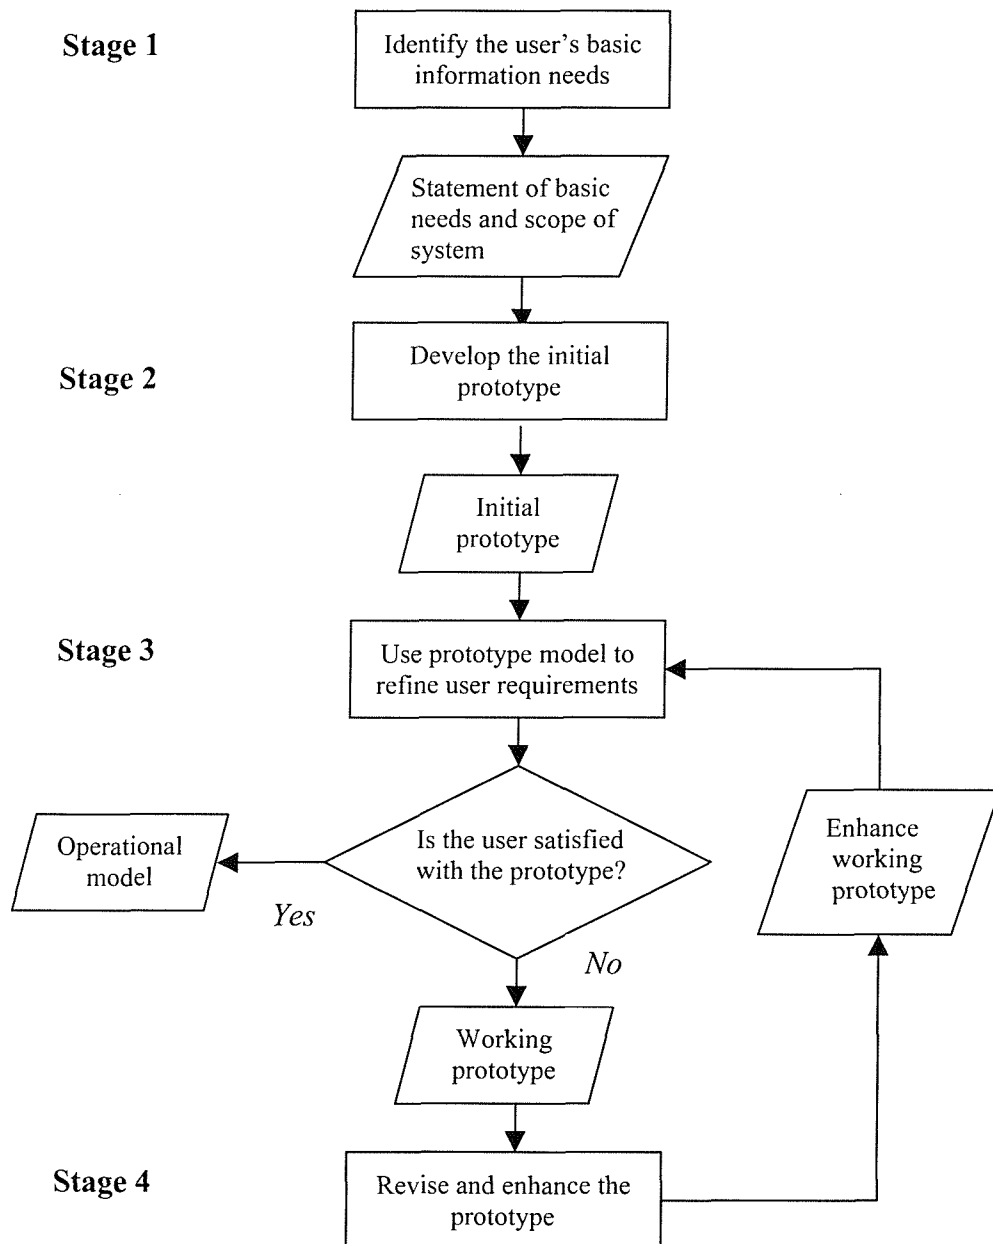 Stage 1
Identify the user's basic
information needs
Statement of basic
needs and scope of
system
Stage 2
Develop the initial
prototype
Initial
prototype
Stage 3
Use prototype model to
refine user requirements
Is the user satisfied
with the prototype?
Operational
model
Yes
No
Enhance
working
prototype
Working
prototype
Stage 4
Revise and enhance the
prototype